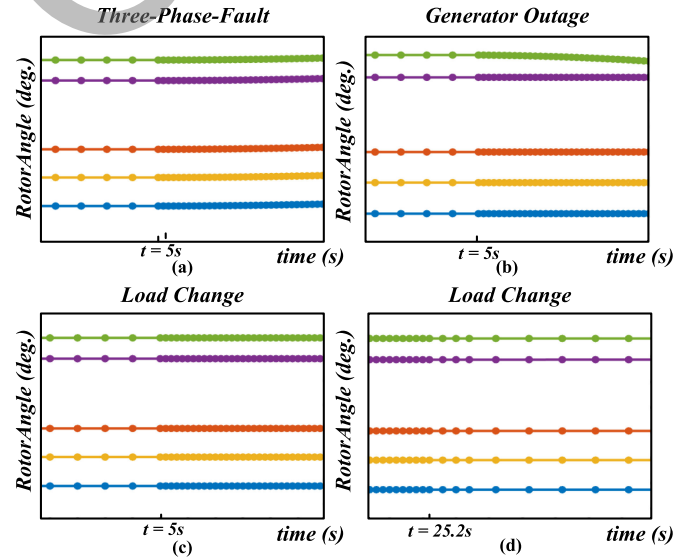 Three-Phase-Fault
RotorAngle (deg.)
t = 5s
time (s)
(a)
Generator Outage
RotorAngle (deg.)
t = 5s
time (s)
(b)
Load Change
RotorAngle (deg.)
t = 5s
time (s)
(c)
Load Change
RotorAngle (deg.)
t = 25.2s
time (s)
(d)